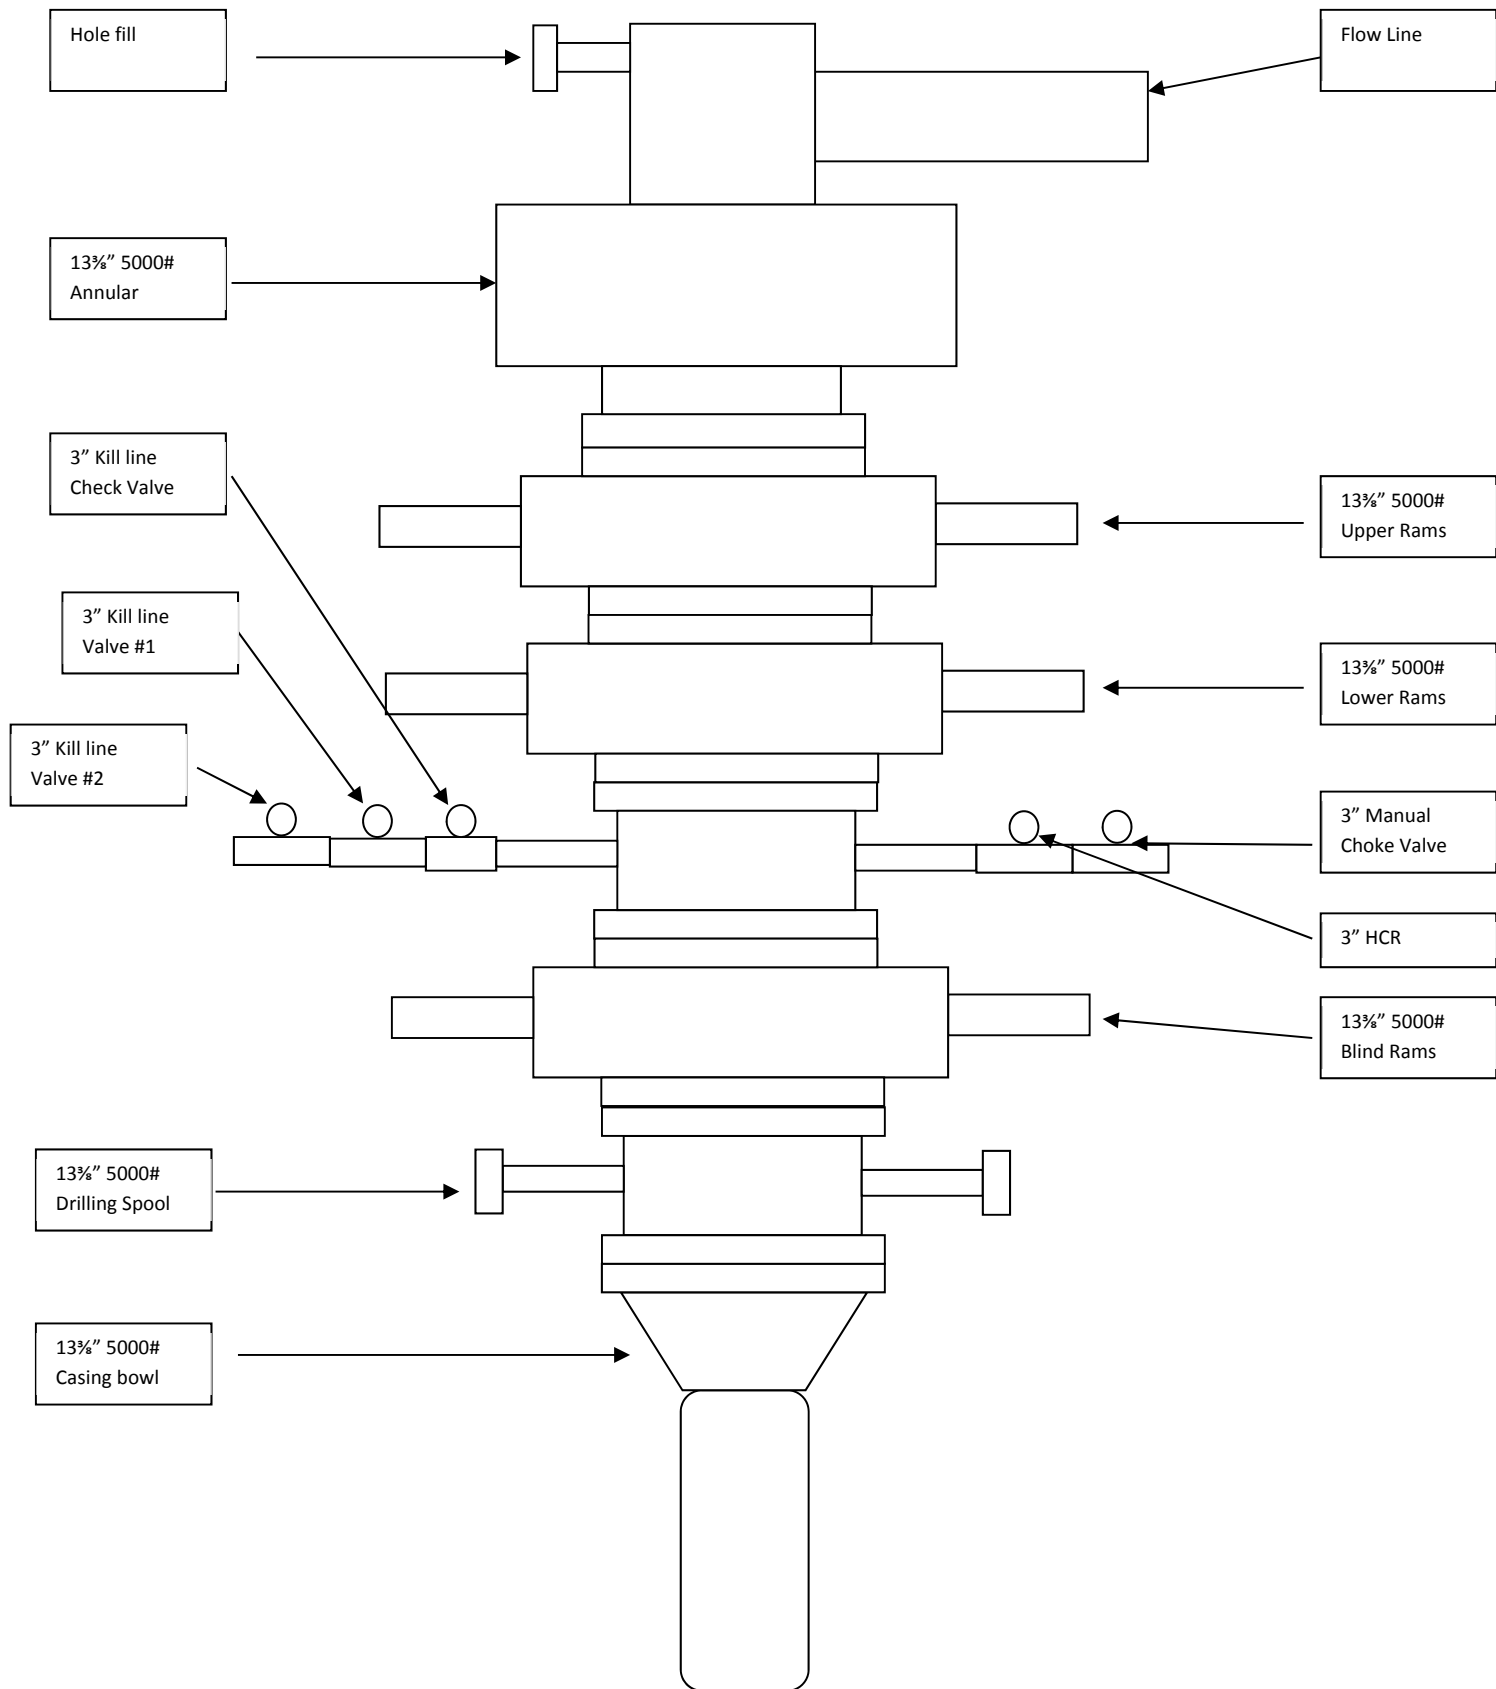 Hole fill
Flow Line
13⅜” 5000#
Annular
3” Kill line
Check Valve
13⅜” 5000#
Upper Rams
3” Kill line
Valve #1
13⅜” 5000#
Lower Rams
3” Kill line
Valve #2
3” Manual
Choke Valve
3” HCR
13⅜” 5000#
Blind Rams
13⅜” 5000#
Drilling Spool
13⅜” 5000#
Casing bowl